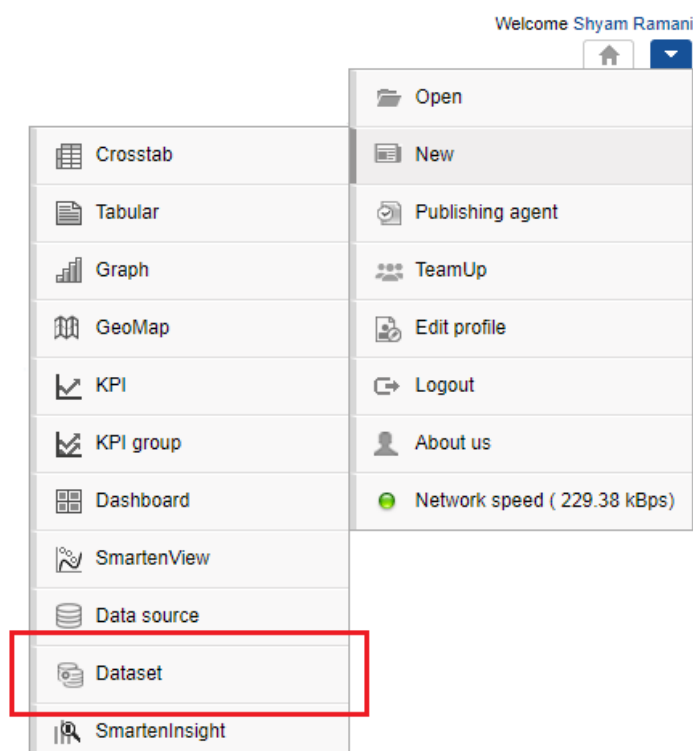 Welcome Shyam Ramani
Open
New
Publishing agent
TeamUp
Edit profile
Logout
About us
Network speed ( 229.38 kBps)
Crosstab
Tabular
Graph
GeoMap
KPI
KPI group
Dashboard
SmartenView
Data source
Dataset
SmartenInsight